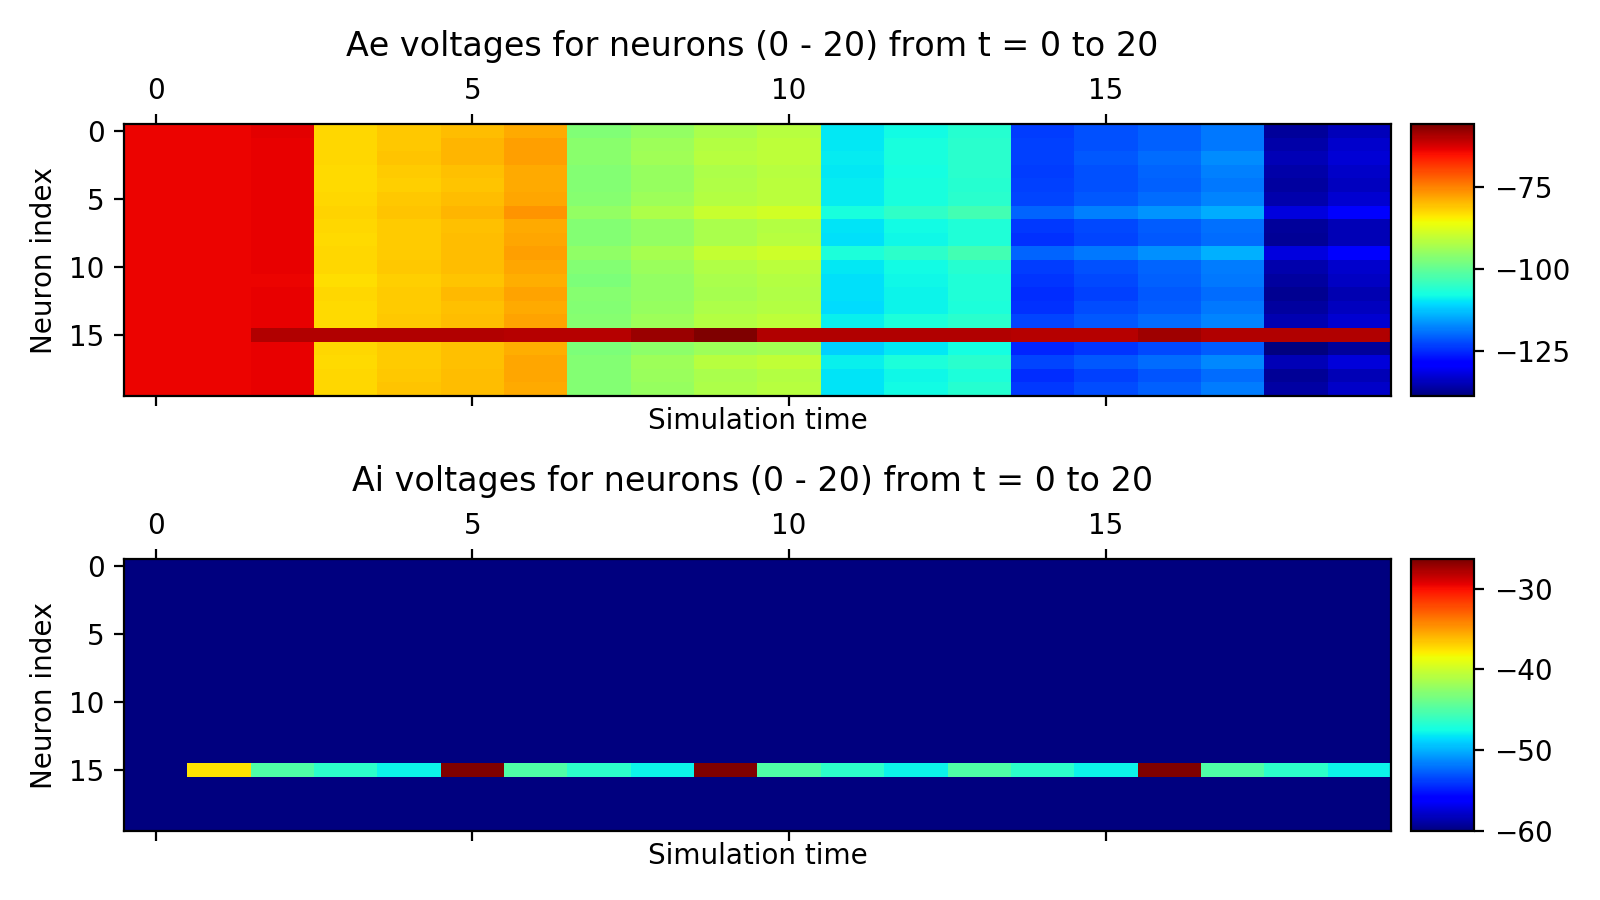 Ae voltages for neurons (0 - 20) from t = 0 to 20
0 5 10 15
Neuron index
0
5
10
15
Simulation time
−75
−100
−125
Ai voltages for neurons (0 - 20) from t = 0 to 20
0 5 10 15
Neuron index
0
5
10
15
Simulation time
−30
−40
−50
−60